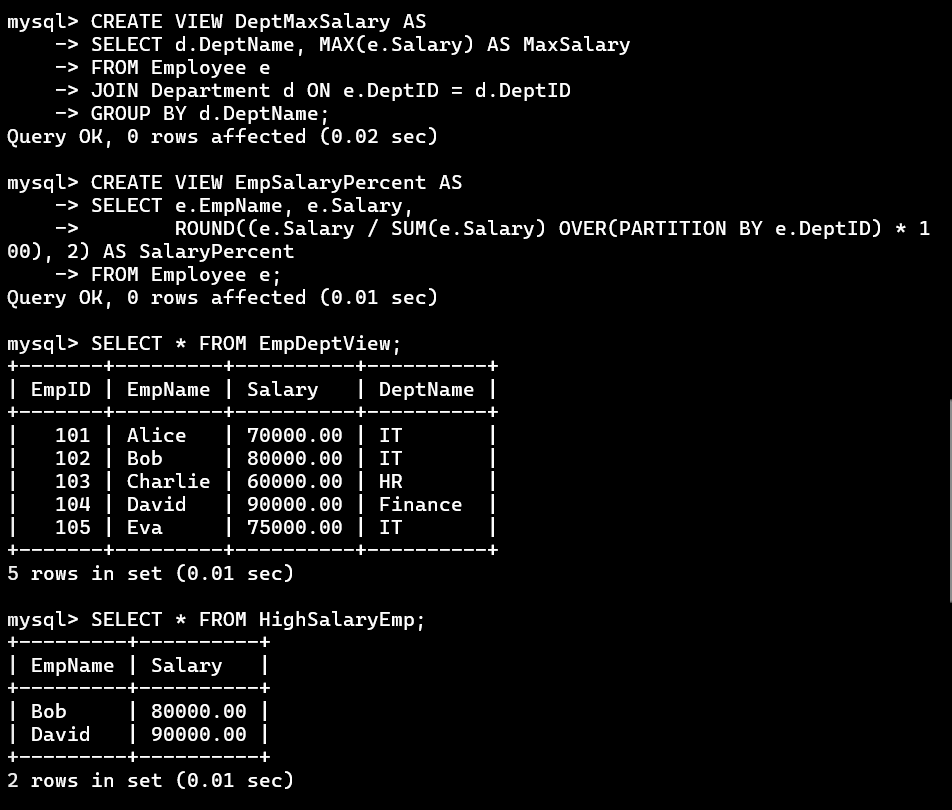 mysql> CREATE VIEW DeptMaxSalary AS
    -> SELECT d.DeptName, MAX(e.Salary) AS MaxSalary
    -> FROM Employee e
    -> JOIN Department d ON e.DeptID = d.DeptID
    -> GROUP BY d.DeptName;
Query OK, 0 rows affected (0.02 sec)

mysql> CREATE VIEW EmpSalaryPercent AS
    -> SELECT e.EmpName, e.Salary,
    ->        ROUND((e.Salary / SUM(e.Salary) OVER(PARTITION BY e.DeptID) * 1
00), 2) AS SalaryPercent
    -> FROM Employee e;
Query OK, 0 rows affected (0.01 sec)

mysql> SELECT * FROM EmpDeptView;
+-------+---------+----------+----------+
| EmpID | EmpName | Salary   | DeptName |
+-------+---------+----------+----------+
|   101 | Alice   | 70000.00 | IT       |
|   102 | Bob     | 80000.00 | IT       |
|   103 | Charlie | 60000.00 | HR       |
|   104 | David   | 90000.00 | Finance  |
|   105 | Eva     | 75000.00 | IT       |
+-------+---------+----------+----------+
5 rows in set (0.01 sec)

mysql> SELECT * FROM HighSalaryEmp;
+---------+----------+
| EmpName | Salary   |
+---------+----------+
| Bob     | 80000.00 |
| David   | 90000.00 |
+---------+----------+
2 rows in set (0.01 sec)